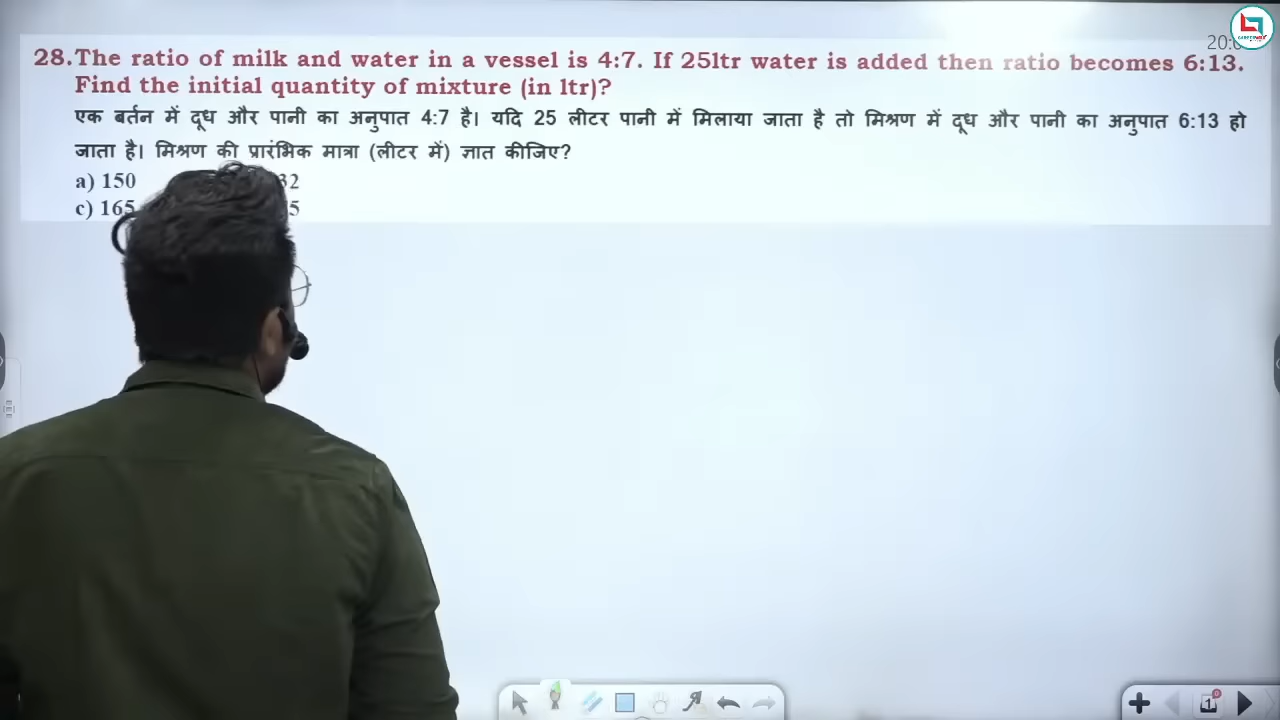 28.The ratio of milk and water in a vessel is 4:7. If 25ltr water is added then ratio becomes 6:13.
Find the initial quantity of mixture (in ltr)?
एक बर्तन में दूध और पानी का अनुपात 4:7 है। यदि 25 लीटर पानी में मिलाया जाता है तो मिश्रण में दूध और पानी का अनुपात 6:13 हो
जाता है। मिश्रण की प्रारंभिक मात्रा (लीटर में) ज्ञात कीजिए?
a) 150
c) 165